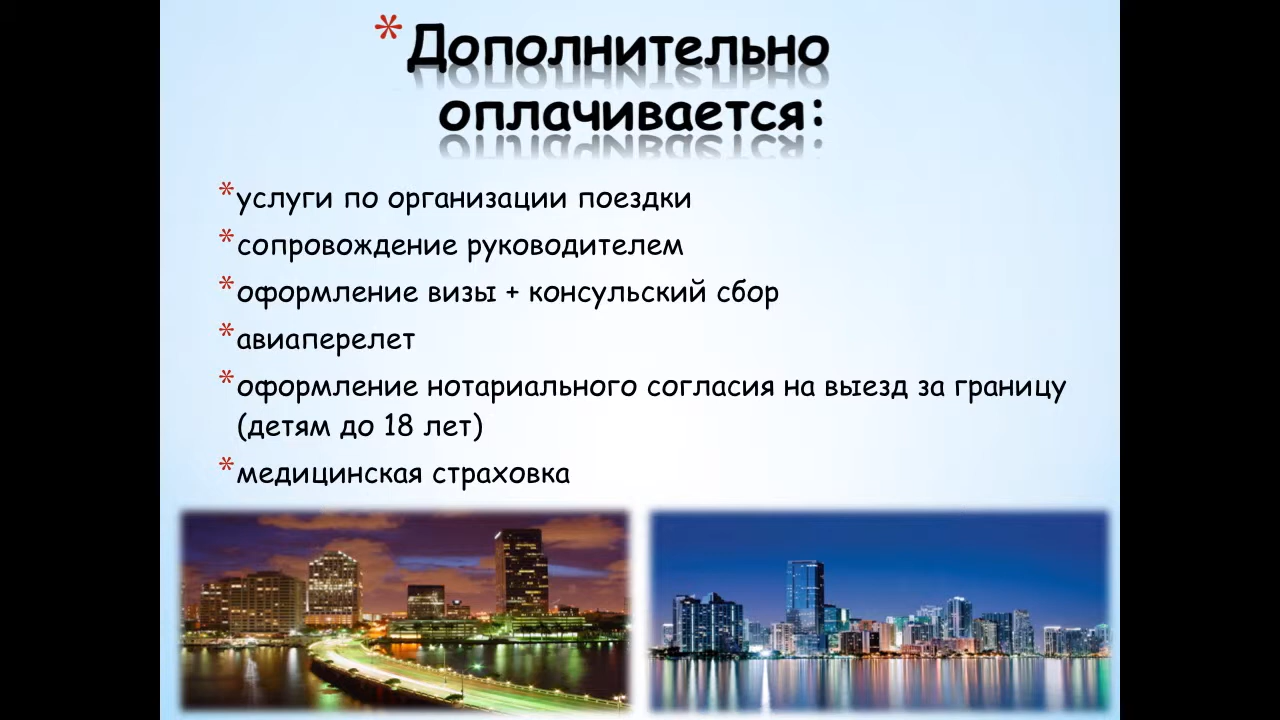 * Дополнительно
оплачивается:
* услуги по организации поездки
* сопровождение руководителем
* оформление визы + консульский сбор
* авиаперелет
* оформление нотариального согласия на выезд за границу
(детям до 18 лет)
* медицинская страховка